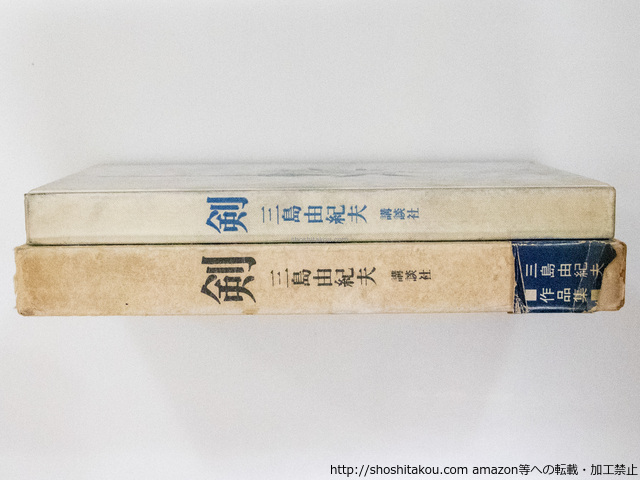 剣 三島由紀夫 講談社
剣 三島由紀夫 講談社
三島由紀夫
作品集
http://shoshitakou.com amazon等への転載・加工禁止